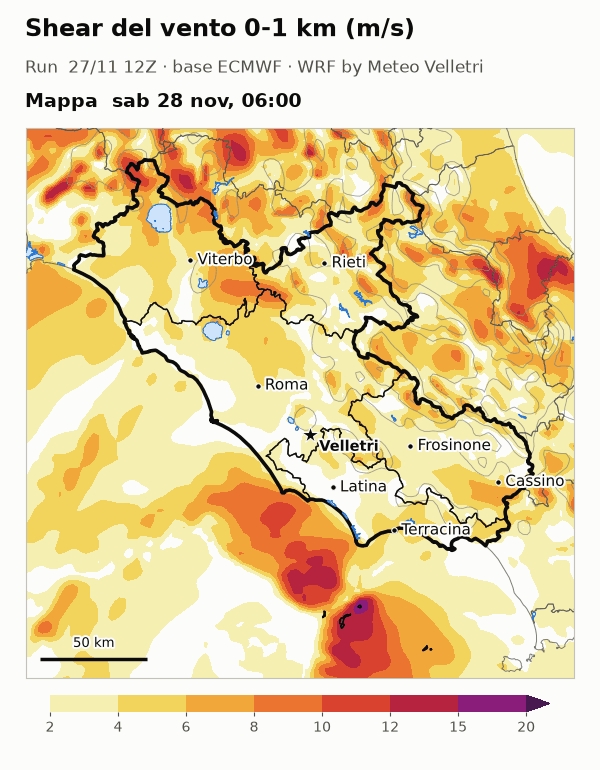 Shear del vento 0-1 km (m/s)
Run  27/11 12Z · base ECMWF · WRF by Meteo Velletri
Mappa  sab 28 nov, 06:00
Viterbo
Rieti
Roma
Velletri
Frosinone
Cassino
Latina
Terracina
50 km
2 4 6 8 10 12 15 20